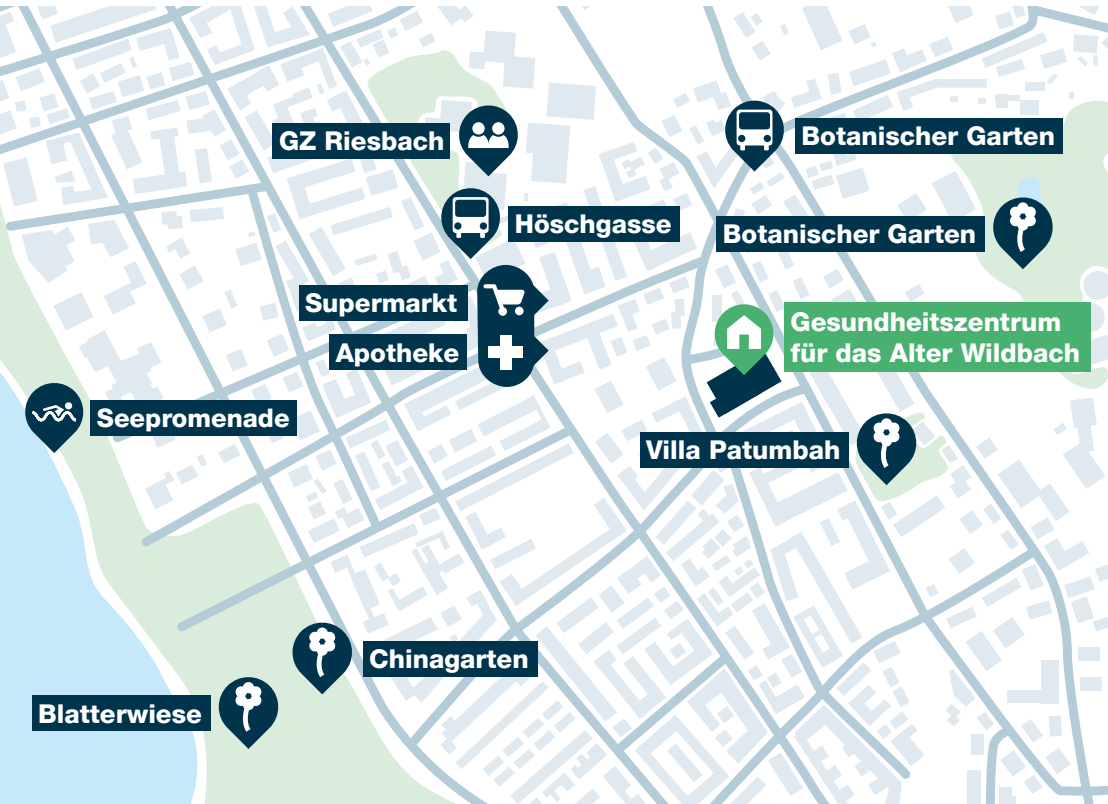 GZ Riesbach
Botanischer Garten
Höschgasse
Botanischer Garten
Supermarkt
Gesundheitszentrum
für das Alter Wildbach
Apotheke
Seepromenade
Villa Patumbah
Chinagarten
Blatterwiese